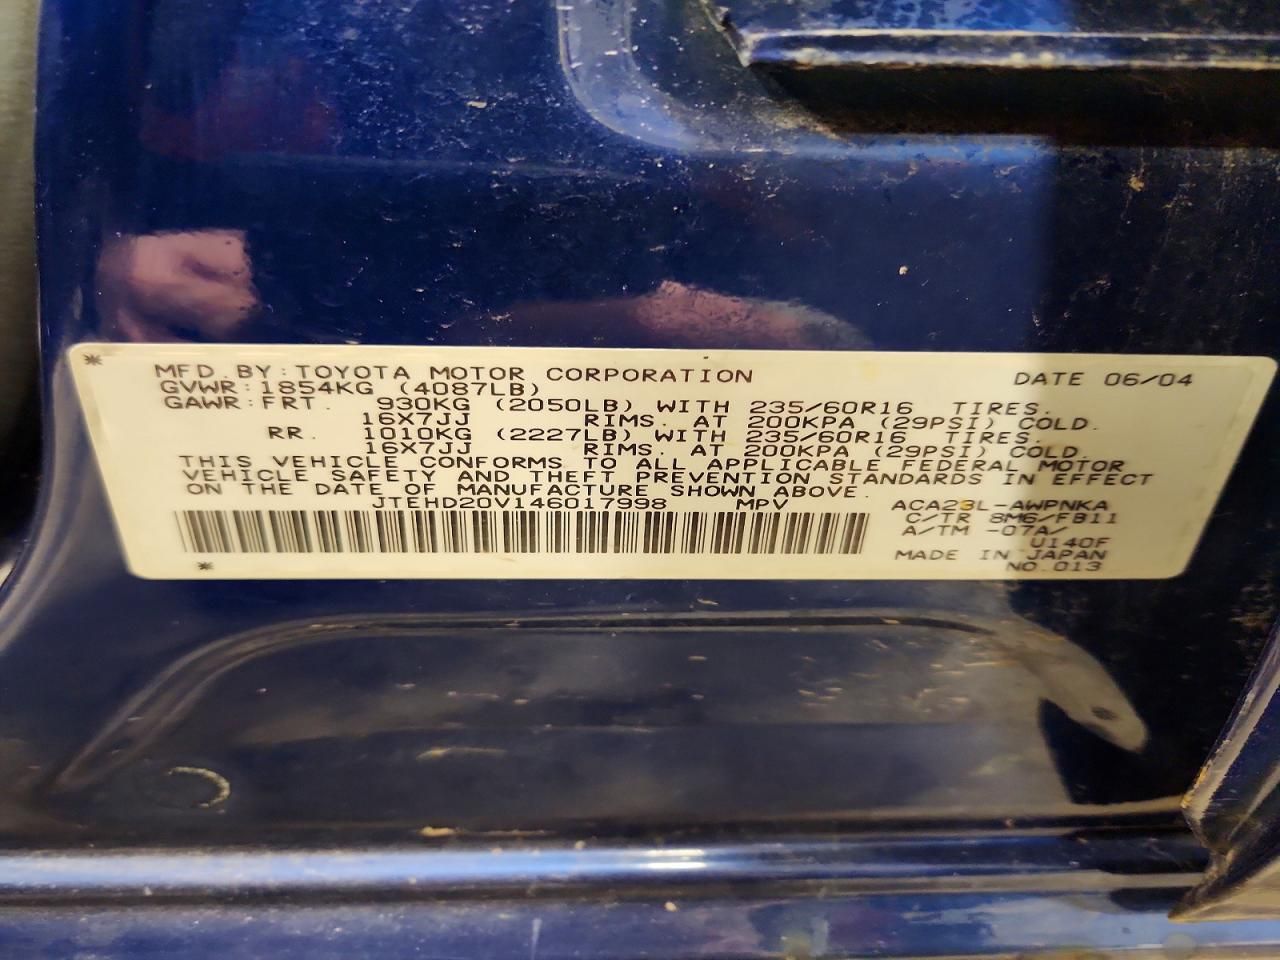 MFD. BY: TOYOTA MOTOR CORPORATION DATE 06/04
GVWR: 1854KG (4087LB)
GAWR: FRT. 930KG (2050LB) WITH 235/60R16 TIRES.
16X7JJ RIMS. AT 200KPA (29PSI) COLD.
RR. 1010KG (2227LB) WITH 235/60R16 TIRES.
16X7JJ RIMS. AT 200KPA (29PSI) COLD.
THIS VEHICLE CONFORMS TO ALL APPLICABLE FEDERAL MOTOR
VEHICLE SAFETY AND THEFT PREVENTION STANDARDS IN EFFECT
ON THE DATE OF MANUFACTURE SHOWN ABOVE.
JTEHD20V146017998 MPV
ACA23L-AWPNKA
C/TR 8M6/FB11
A/TM -07A/
U140F
MADE IN JAPAN
NO.013